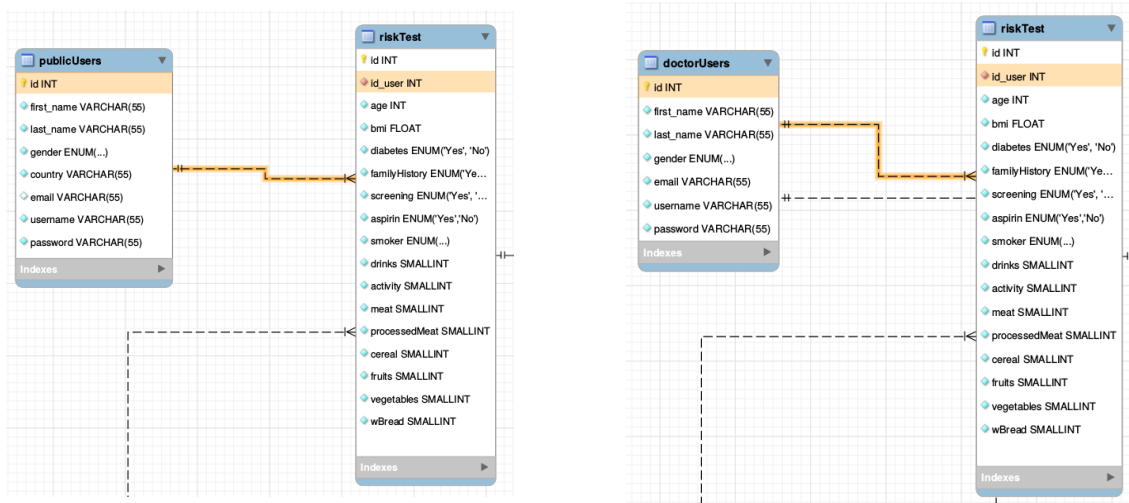 publicUsers
id INT
first_name VARCHAR(55)
last_name VARCHAR(55)
gender ENUM(...)
country VARCHAR(55)
email VARCHAR(55)
username VARCHAR(55)
password VARCHAR(55)
Indexes
riskTest
id INT
id_user INT
age INT
bmi FLOAT
diabetes ENUM('Yes', 'No')
familyHistory ENUM('Ye...
screening ENUM('Yes', '...
aspirin ENUM('Yes','No')
smoker ENUM(...)
drinks SMALLINT
activity SMALLINT
meat SMALLINT
processedMeat SMALLINT
cereal SMALLINT
fruits SMALLINT
vegetables SMALLINT
wBread SMALLINT
Indexes
doctorUsers
id INT
first_name VARCHAR(55)
last_name VARCHAR(55)
gender ENUM(...)
email VARCHAR(55)
username VARCHAR(55)
password VARCHAR(55)
Indexes
riskTest
id INT
id_user INT
age INT
bmi FLOAT
diabetes ENUM('Yes', 'No')
familyHistory ENUM('Ye...
screening ENUM('Yes', '...
aspirin ENUM('Yes','No')
smoker ENUM(...)
drinks SMALLINT
activity SMALLINT
meat SMALLINT
processedMeat SMALLINT
cereal SMALLINT
fruits SMALLINT
vegetables SMALLINT
wBread SMALLINT
Indexes